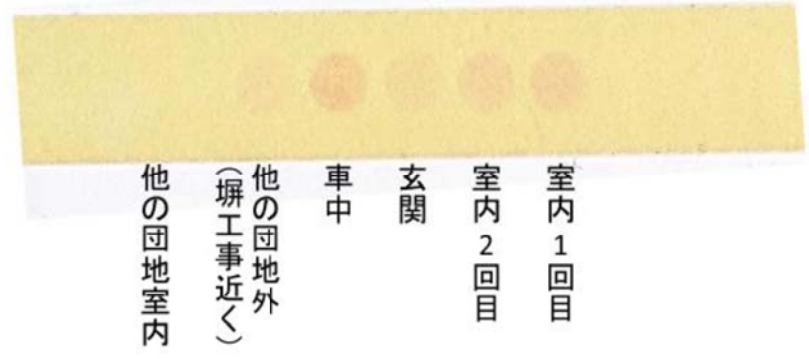 室内1回目
室内2回目
玄関
車中
他の団地外
（塀工事近く）
他の団地室内